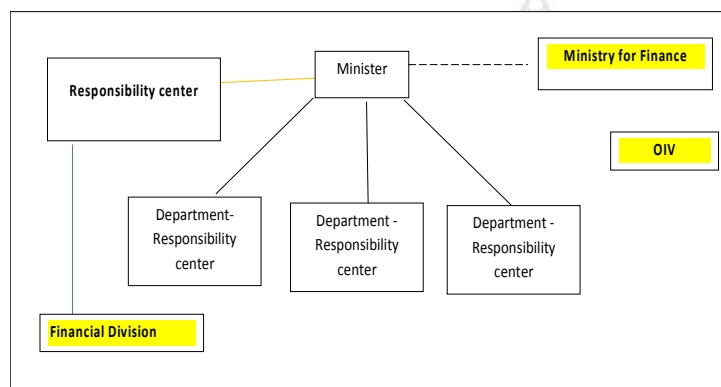 Ministry for Finance
Minister
Responsibility center
OIV
Department-
Responsibility
center
Department -
Responsibility
center
Department -
Responsibility
center
Financial Division